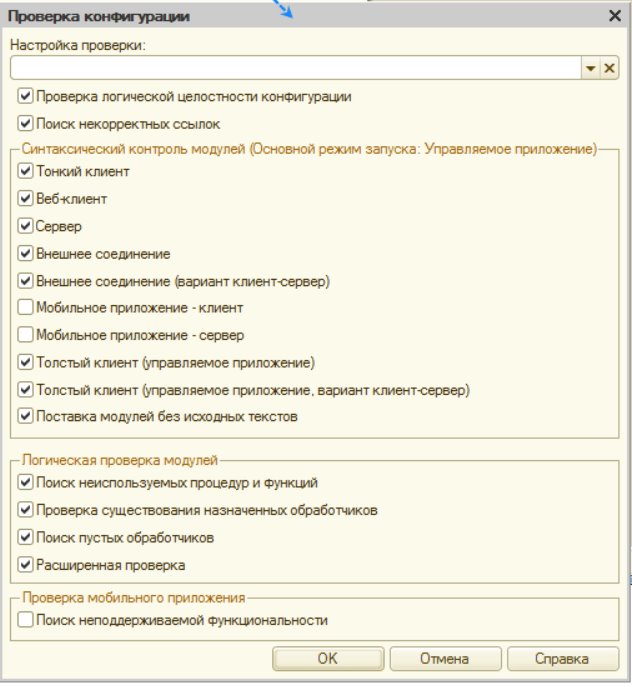 Проверка конфигурации
Настройка проверки:
Проверка логической целостности конфигурации
Поиск некорректных ссылок
Синтаксический контроль модулей (Основной режим запуска: Управляемое приложение)
Тонкий клиент
Веб-клиент
Сервер
Внешнее соединение
Внешнее соединение (вариант клиент-сервер)
Мобильное приложение - клиент
Мобильное приложение - сервер
Толстый клиент (управляемое приложение)
Толстый клиент (управляемое приложение, вариант клиент-сервер)
Поставка модулей без исходных текстов
Логическая проверка модулей
Поиск неиспользуемых процедур и функций
Проверка существования назначенных обработчиков
Поиск пустых обработчиков
Расширенная проверка
Проверка мобильного приложения
Поиск неподдерживаемой функциональности
OK Отмена Справка